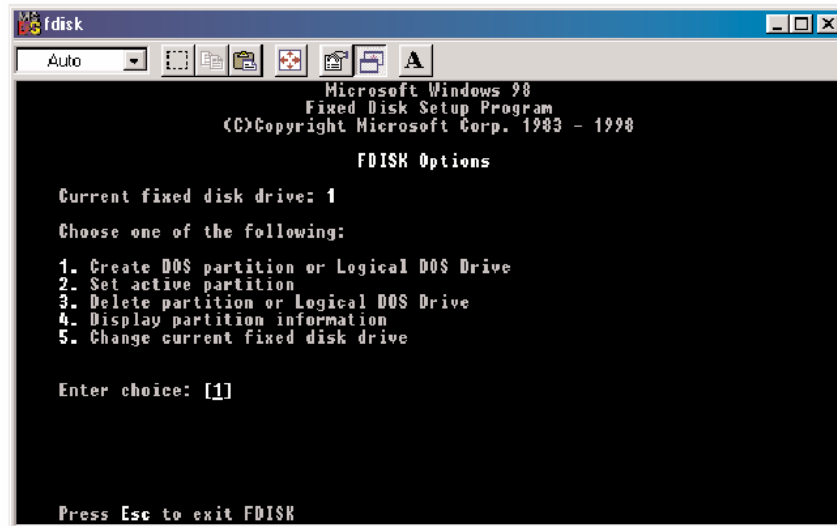 fdisk
Auto
A
Microsoft Windows 98
Fixed Disk Setup Program
(C)Copyright Microsoft Corp. 1983 - 1998
FDISK Options
Current fixed disk drive: 1
Choose one of the following:
1. Create DOS partition or Logical DOS Drive
2. Set active partition
3. Delete partition or Logical DOS Drive
4. Display partition information
5. Change current fixed disk drive
Enter choice: [1]
Press Esc to exit FDISK